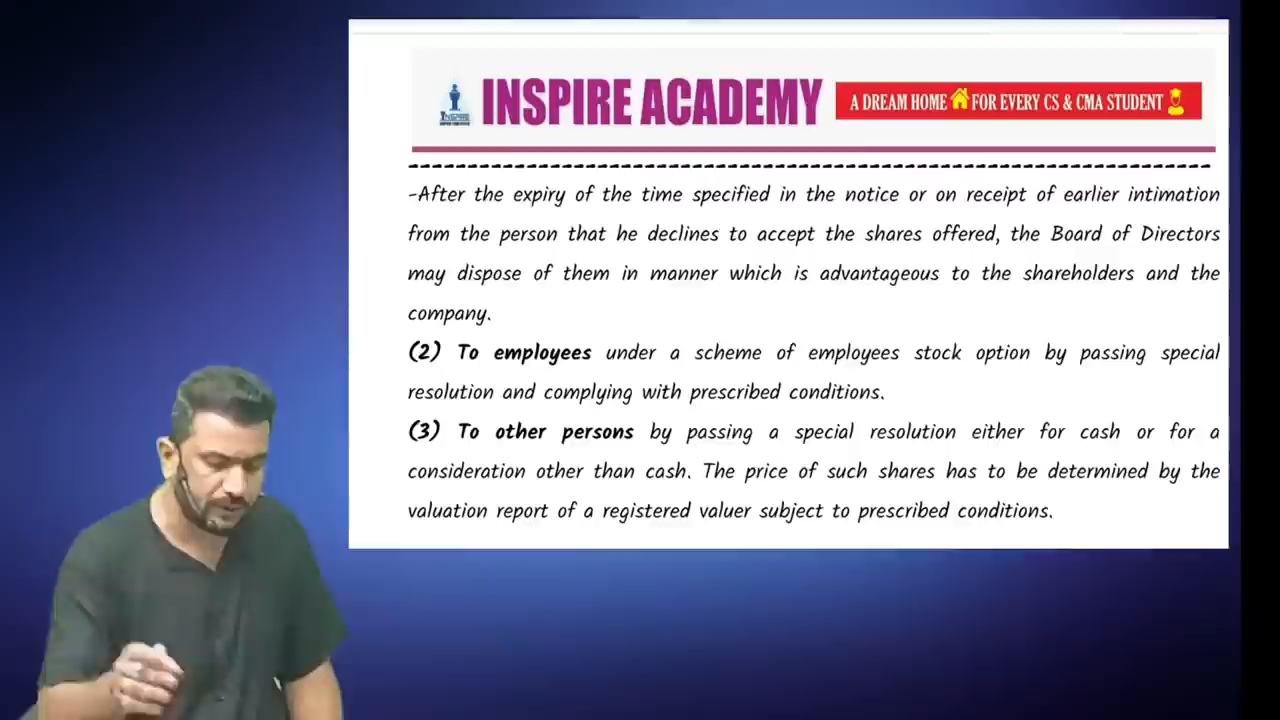 INSPIRE ACADEMY
A DREAM HOME FOR EVERY CS & CMA STUDENT
-After the expiry of the time specified in the notice or on receipt of earlier intimation
from the person that he declines to accept the shares offered, the Board of Directors
may dispose of them in manner which is advantageous to the shareholders and the
company.
(2) To employees under a scheme of employees stock option by passing special
resolution and complying with prescribed conditions.
(3) To other persons by passing a special resolution either for cash or for a
consideration other than cash. The price of such shares has to be determined by the
valuation report of a registered valuer subject to prescribed conditions.